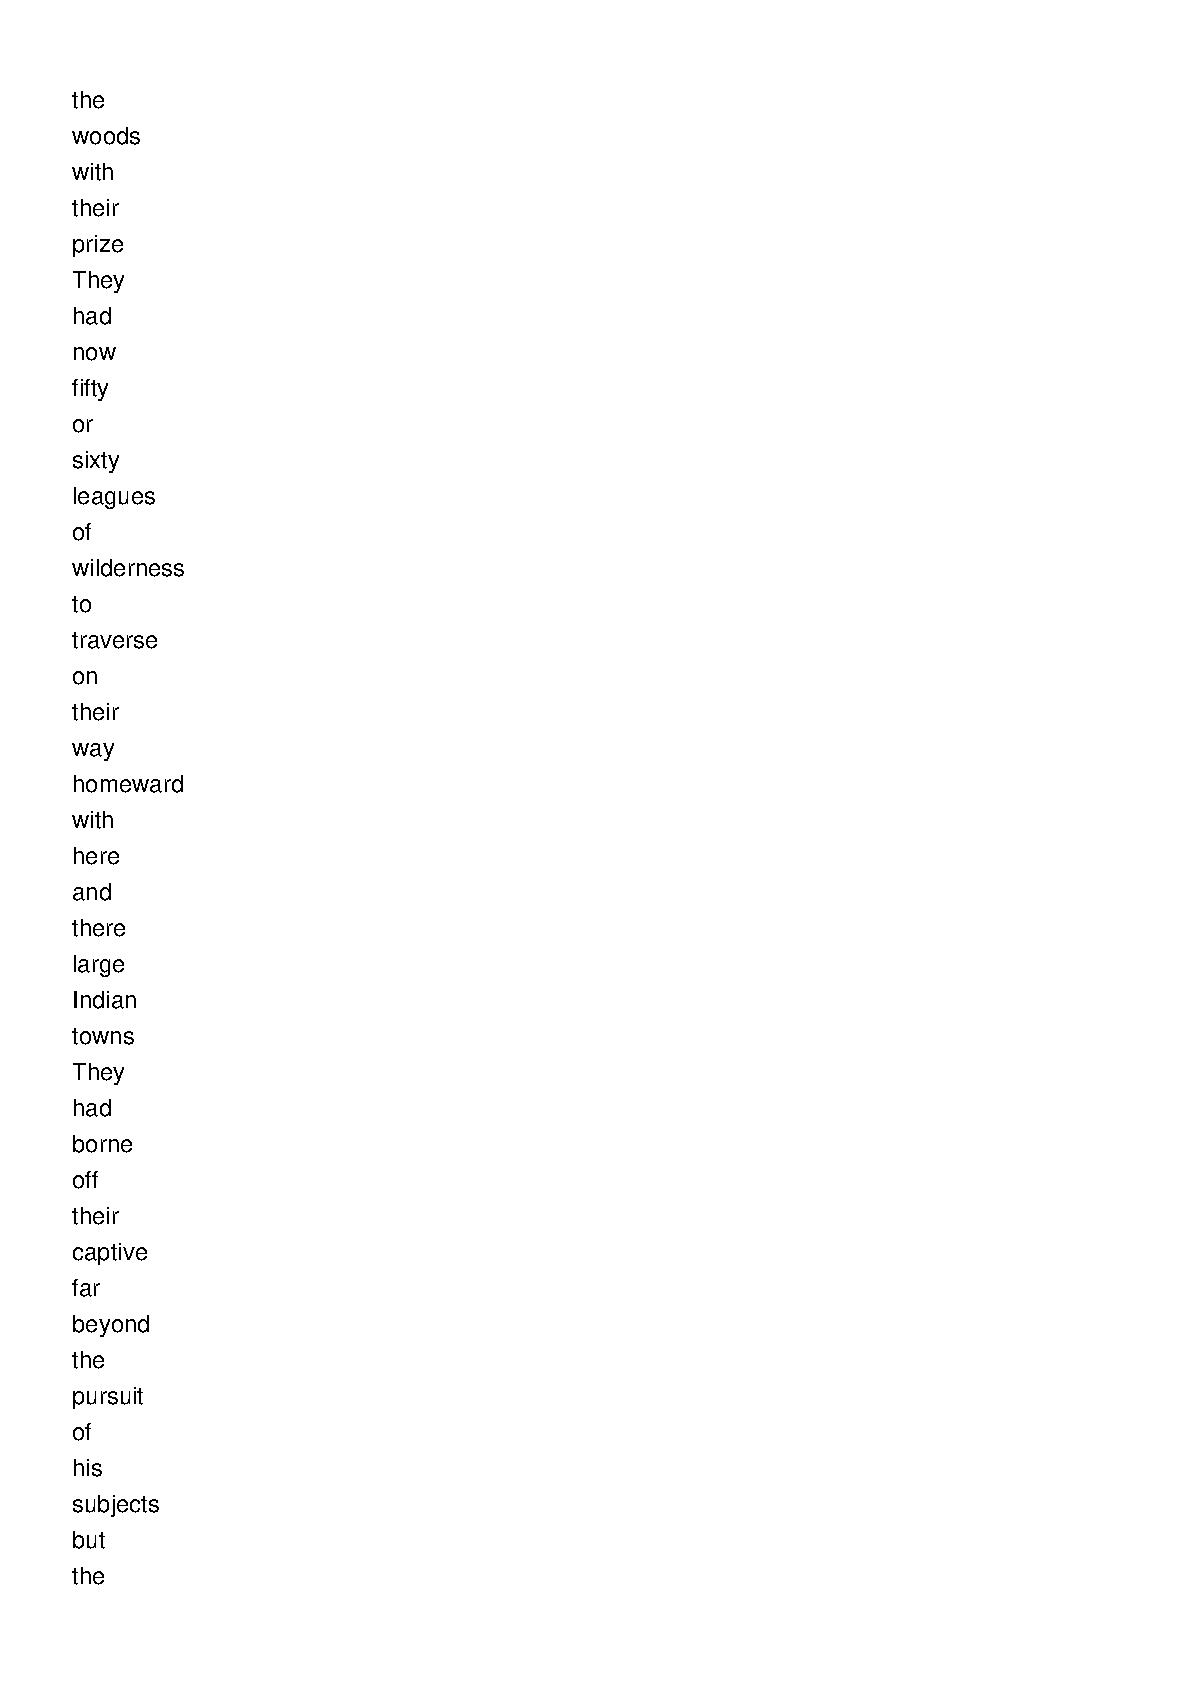 the
woods
with
their
prize
They
had
now
fifty
or
sixty
leagues
of
wilderness
to
traverse
on
their
way
homeward
with
here
and
there
large
Indian
towns
They
had
borne
off
their
captive
far
beyond
the
pursuit
of
his
subjects
but
the